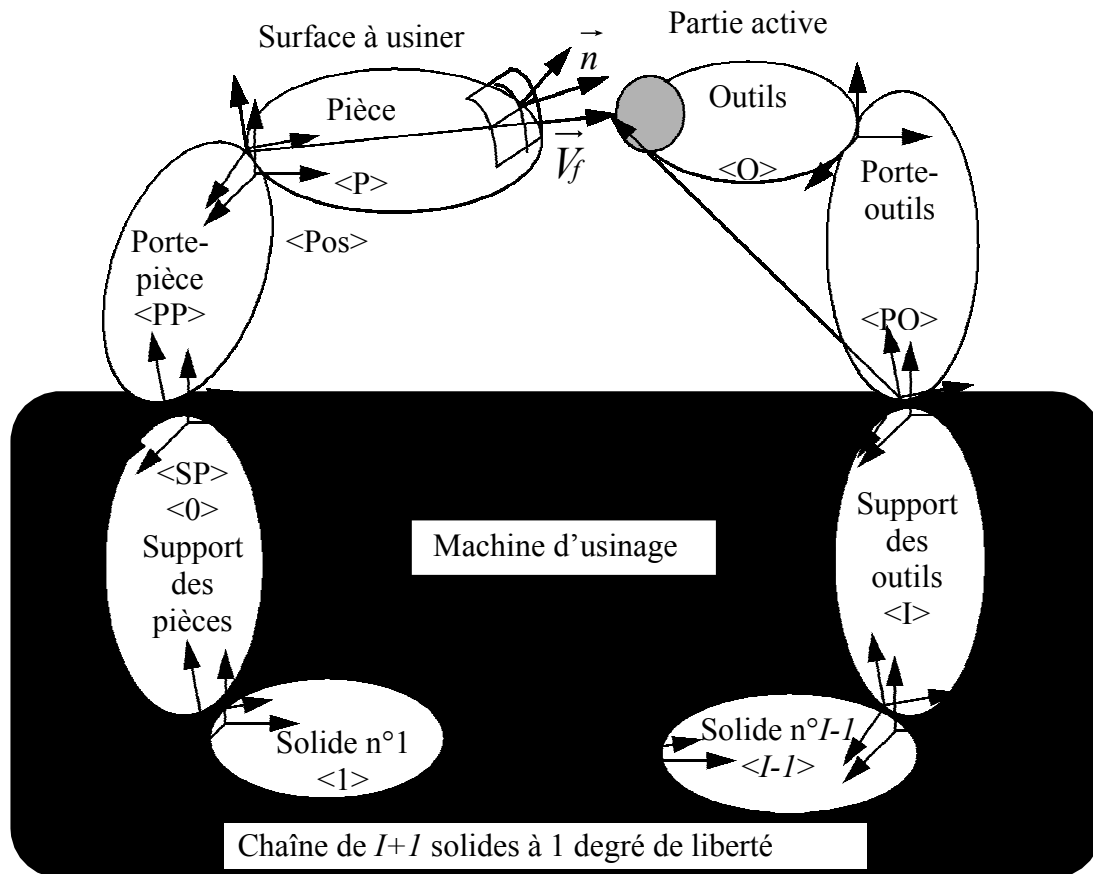 Surface à usiner
Partie active
n
Pièce
Outils
V_f
<P>
<O>
Porte-
outils
<Pos>
Porte-
pièce
<PP>
<PO>
<SP>
<0>
Support
des
pièces
Machine d’usinage
Support
des
outils
<I>
Solide n°1
<1>
Solide n°I-1
<I-1>
Chaîne de I+1 solides à 1 degré de liberté